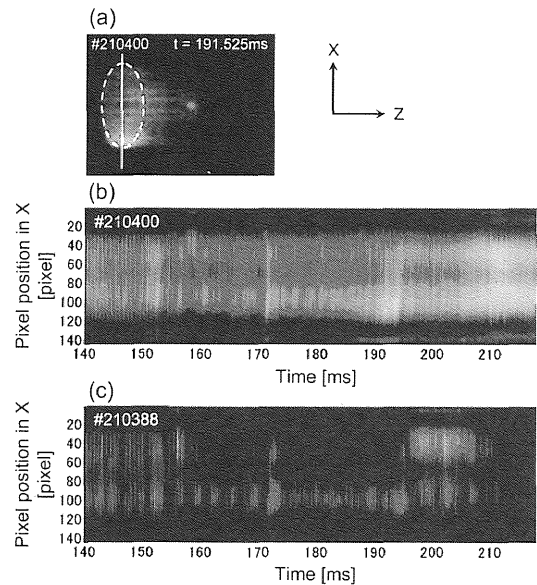 (a)
#210400 t = 191.525ms
X
Z
(b)
#210400
Pixel position in X
[pixel]
20
40
60
80
100
120
140
140 150 160 170 180 190 200 210
Time [ms]
(c)
#210388
Pixel position in X
[pixel]
20
40
60
80
100
120
140
140 150 160 170 180 190 200 210
Time [ms]